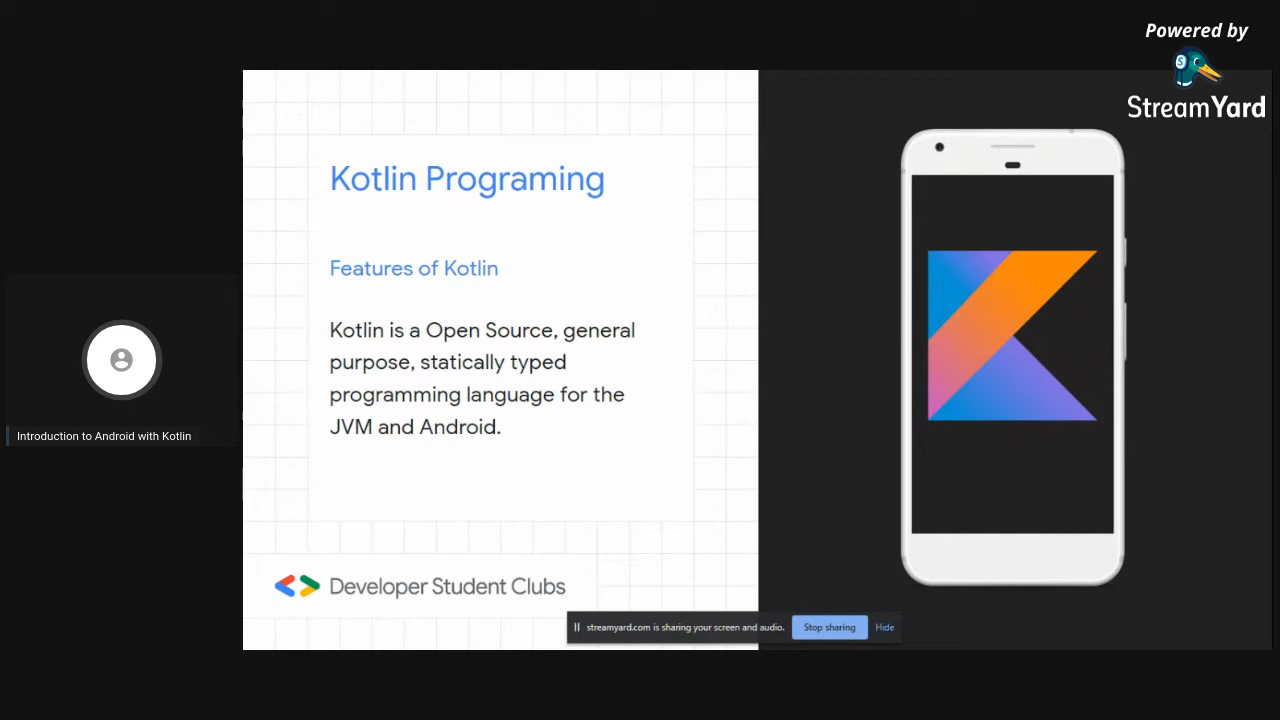 Powered by
StreamYard
Kotlin Programing
Features of Kotlin
Kotlin is a Open Source, general
purpose, statically typed
programming language for the
JVM and Android.
Introduction to Android with Kotlin
Developer Student Clubs
streamyard.com is sharing your screen and audio.
Stop sharing
Hide